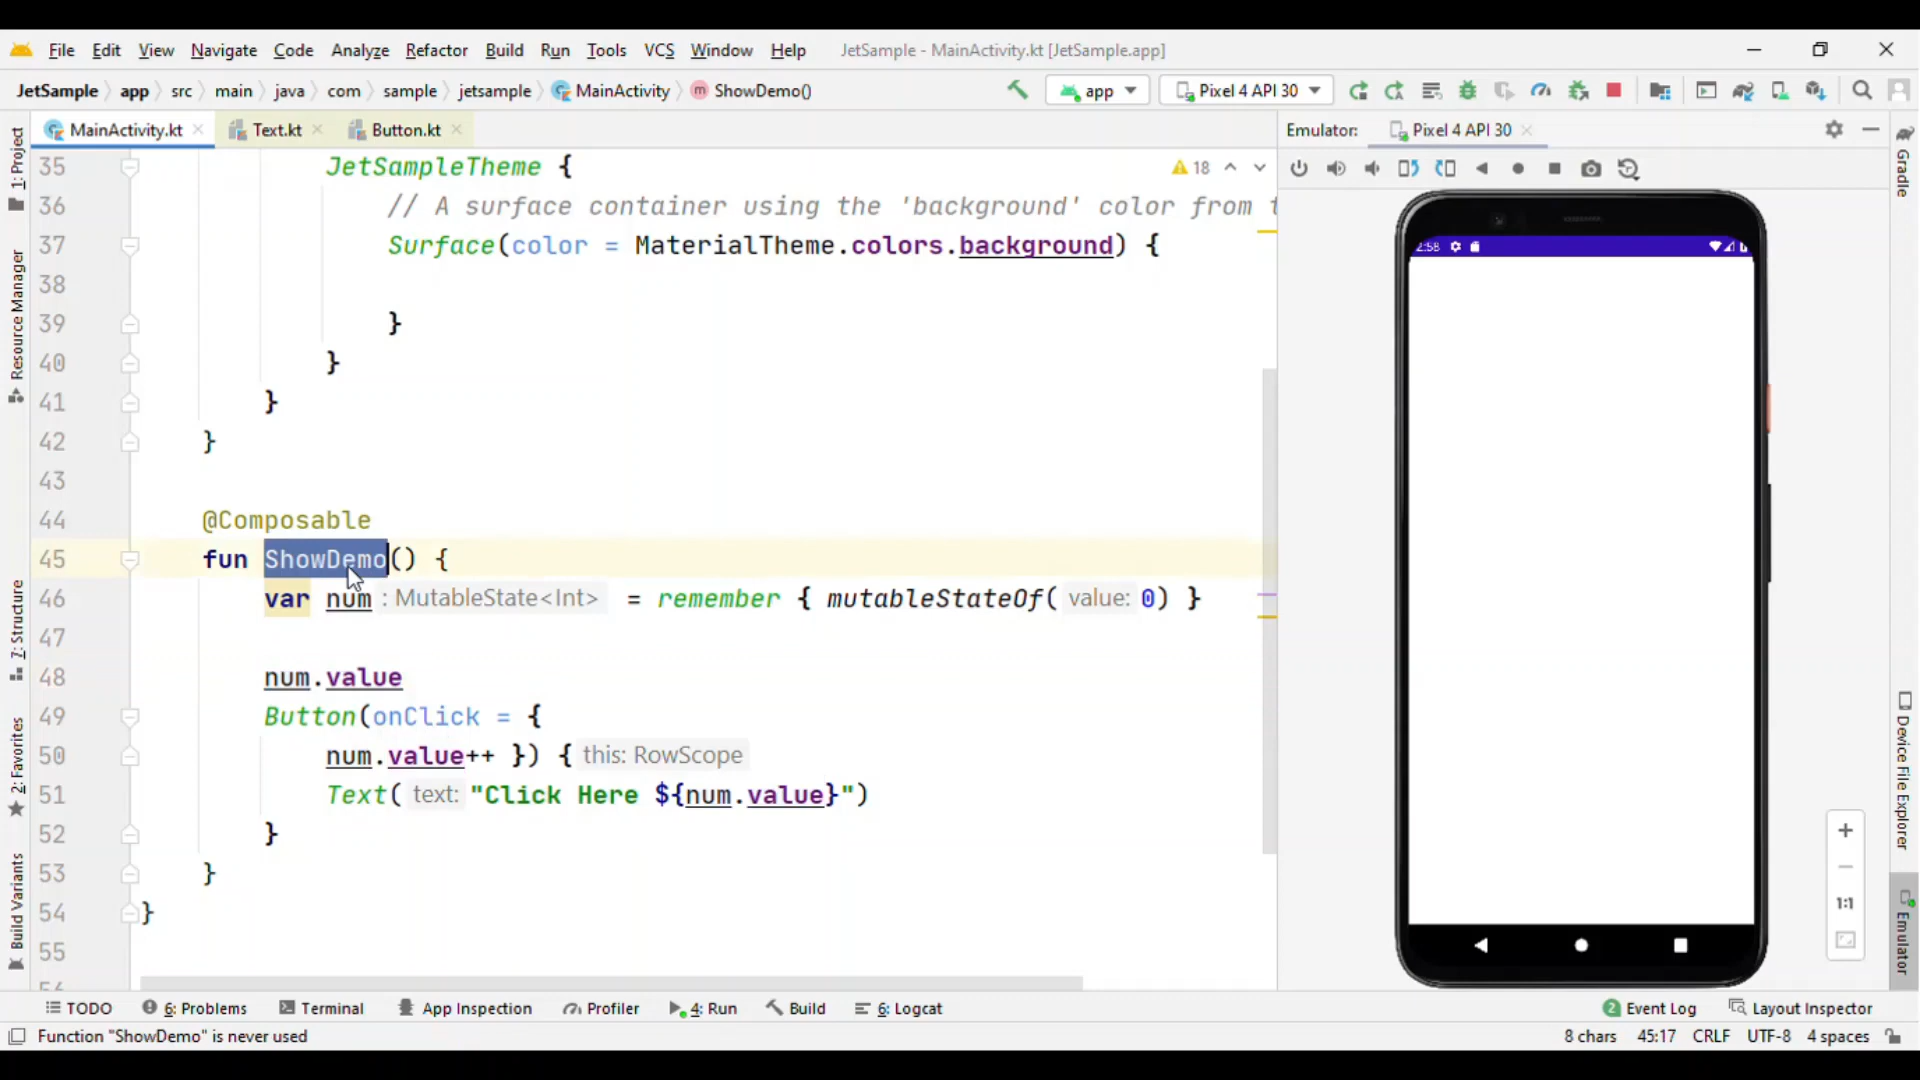 File Edit View Navigate Code Analyze Refactor Build Run Tools VCS Window Help JetSample - MainActivity.kt [JetSample.app]
JetSample app src main java com sample jetsample MainActivity ShowDemo() app Pixel 4 API 30
MainActivity.kt Text.kt Button.kt Emulator: Pixel 4 API 30
35 JetSampleTheme { 18
36 // A surface container using the 'background' color from t
37 Surface(color = MaterialTheme.colors.background) {
38
39 }
40 }
41 }
42 }
43
44 @Composable
45 fun ShowDemo() {
46 var num : MutableState<Int> = remember { mutableStateOf( value: 0) }
47
48 num.value
49 Button(onClick = {
50 num.value++ }) { this: RowScope
51 Text( text: "Click Here ${num.value}")
52 }
53 }
54 }
55
56
1: Project
Resource Manager
7: Structure
2: Favorites
Build Variants
2:58
1:1
Gradle
Device File Explorer
Emulator
TODO 6: Problems Terminal App Inspection Profiler 4: Run Build 6: Logcat 2 Event Log Layout Inspector
Function "ShowDemo" is never used 8 chars 45:17 CRLF UTF-8 4 spaces